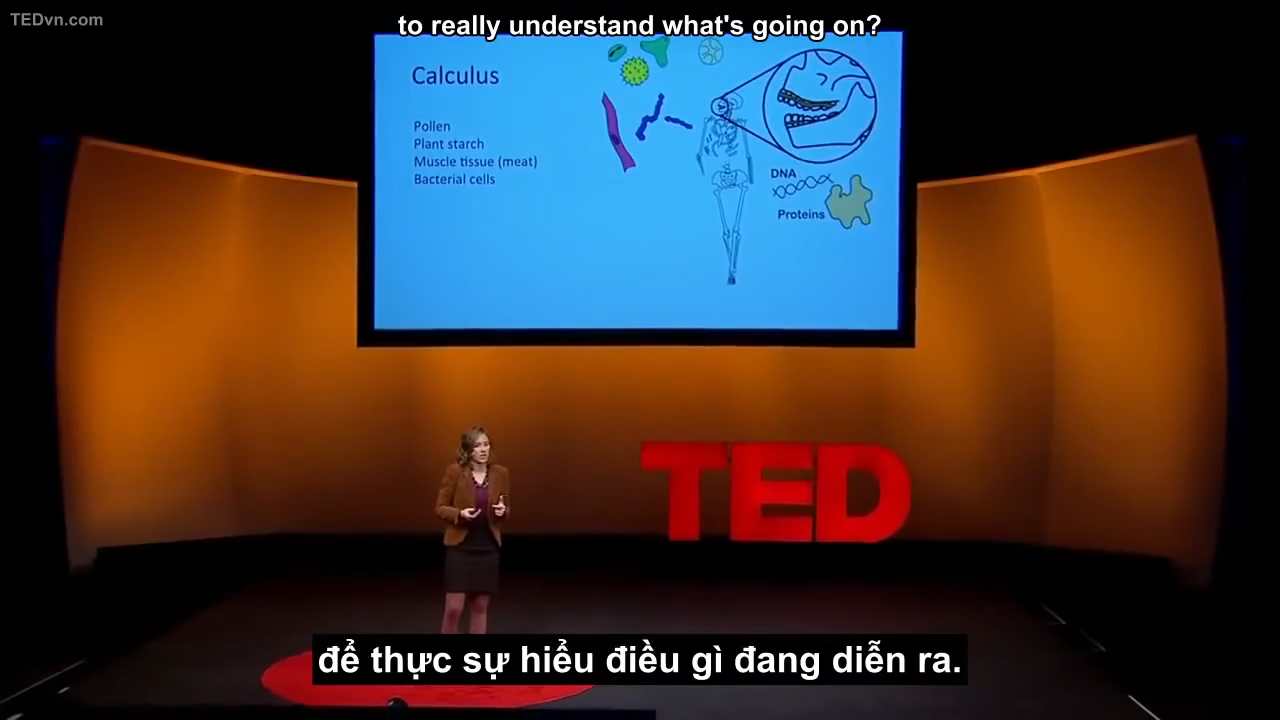 TEDvn.com
to really understand what's going on?
Calculus
Pollen
Plant starch
Muscle tissue (meat)
Bacterial cells
DNA
Proteins
TED
để thực sự hiểu điều gì đang diễn ra.